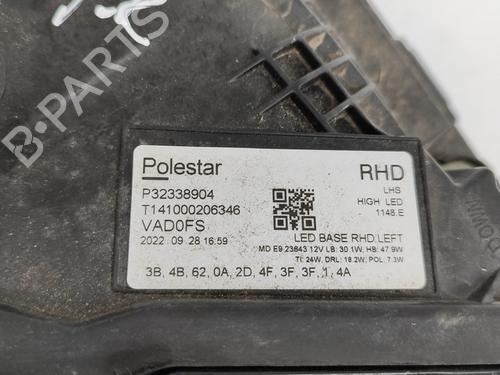 B-PARTS
Polestar
RHD
P32338904
LHS
T141000206346
HIGH LED
VAD0FS
1148.E
2022.09.28 16:59
LED BASE RHD LEFT
MD E9 23643 12V LB: 30.1W, HB: 47.9W
TI: 24W, DRL: 18.2W, POL: 7.3W
3B, 4B, 62, 0A, 2D, 4F, 3F, 3F, 1, 4A